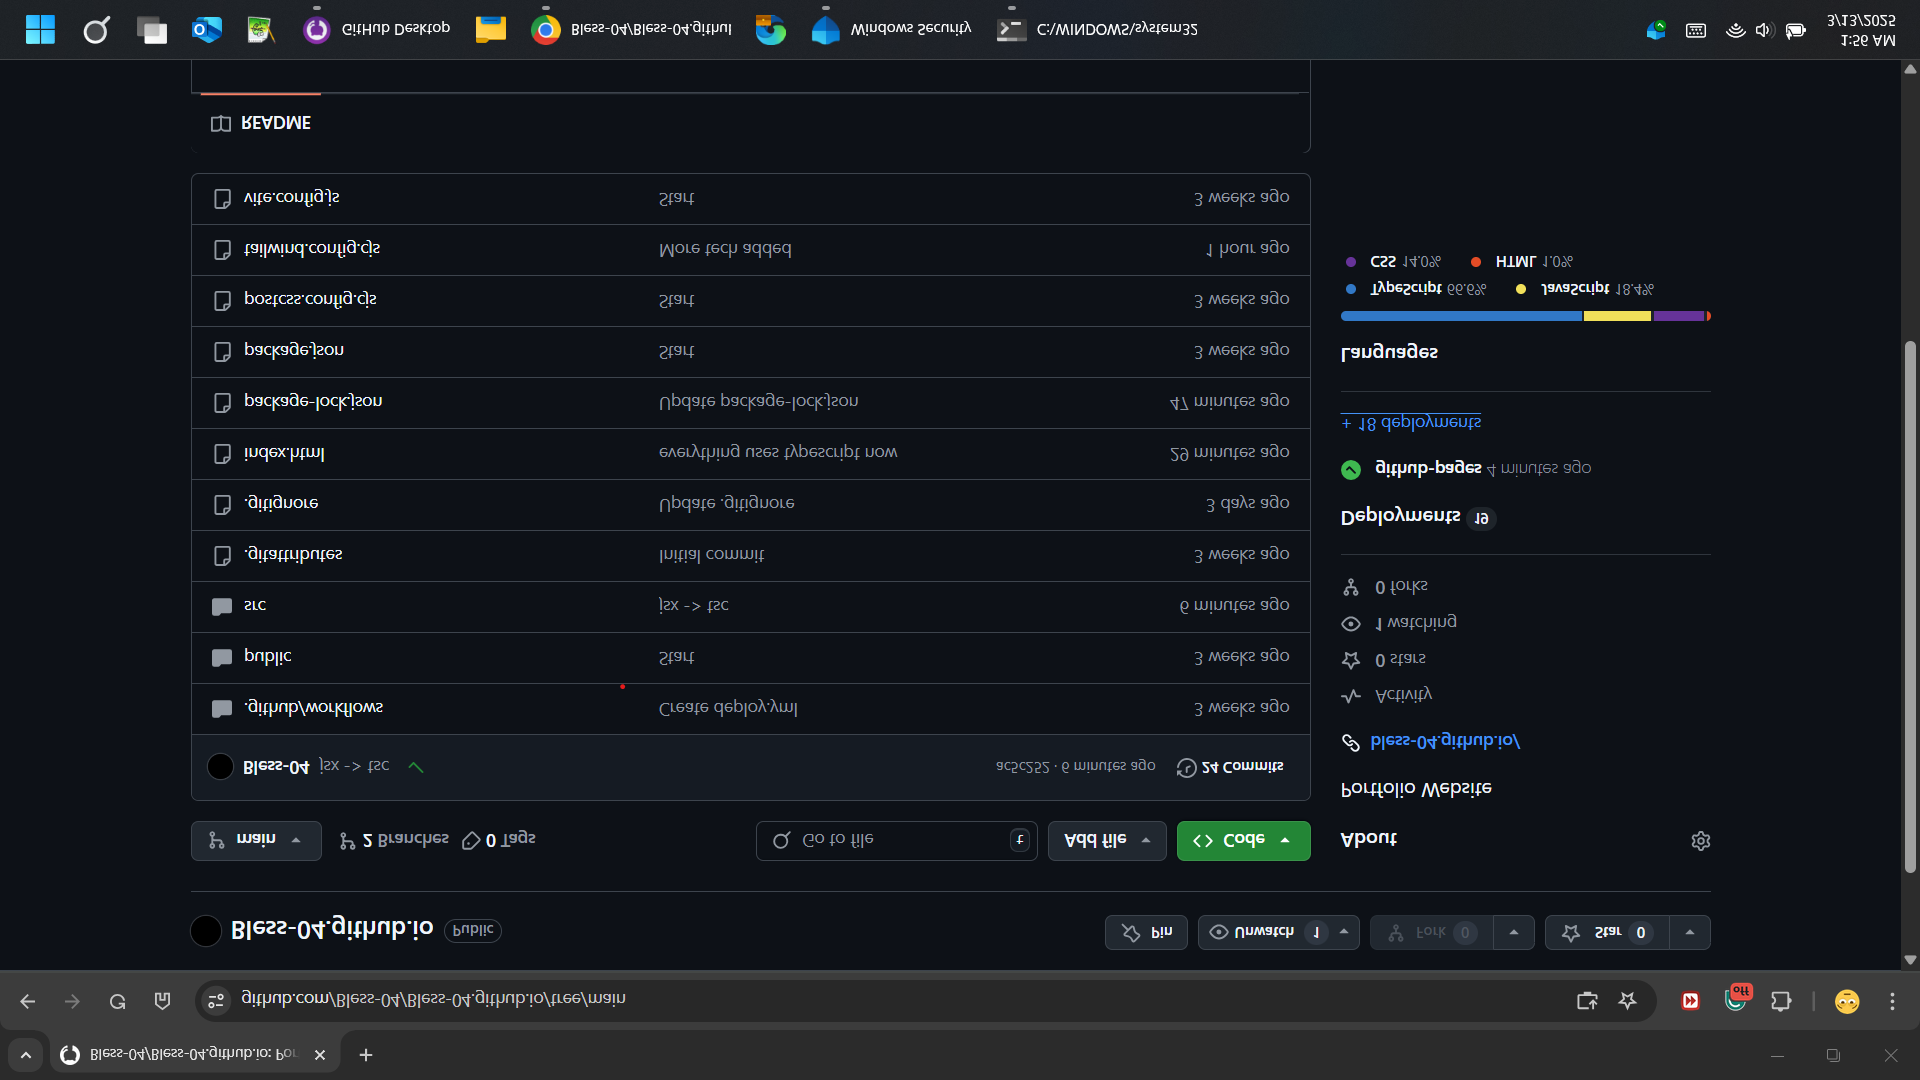 Bless-04/Bless-04.github.io: Por
github.com/Bless-04/Bless-04.github.io/tree/main
off
Bless-04.github.io
Public
Pin
Unwatch 1
Fork 0
Star 0
main
2 Branches
0 Tags
Go to file
t
Add file
Code
Bless-04 jsx -> tsc
ac5c252 · 6 minutes ago
24 Commits
.github/workflows Create deploy.yml 3 weeks ago
public Start 3 weeks ago
src jsx -> tsc 6 minutes ago
.gitattributes Initial commit 3 weeks ago
.gitignore Update .gitignore 3 days ago
index.html everything uses typescript now 29 minutes ago
package-lock.json Update package-lock.json 47 minutes ago
package.json Start 3 weeks ago
postcss.config.cjs Start 3 weeks ago
tailwind.config.cjs More tech added 1 hour ago
vite.config.js Start 3 weeks ago
README
About
Portfolio Website
bless-04.github.io/
Activity
0 stars
1 watching
0 forks
Deployments 19
github-pages 4 minutes ago
+ 18 deployments
Languages
TypeScript 66.6%
JavaScript 18.4%
CSS 14.0%
HTML 1.0%
GitHub Desktop
Bless-04/Bless-04.githu
Windows Security
C:\WINDOWS\system32
1:56 AM
3/13/2025